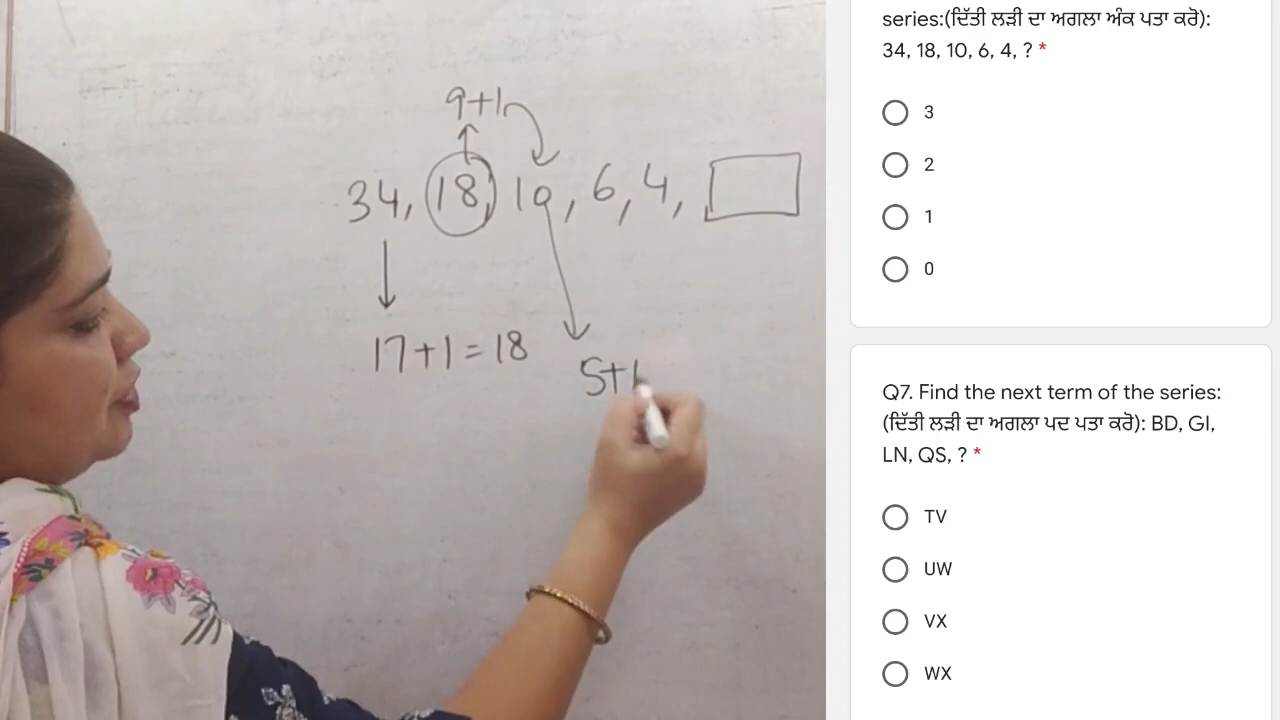 9+1
34, 18, 10, 6, 4,
17+1=18
5+1
series:(ਦਿੱਤੀ ਲੜੀ ਦਾ ਅਗਲਾ ਅੰਕ ਪਤਾ ਕਰੋ):
34, 18, 10, 6, 4, ? *
3
2
1
0
Q7. Find the next term of the series:
(ਦਿੱਤੀ ਲੜੀ ਦਾ ਅਗਲਾ ਪਦ ਪਤਾ ਕਰੋ): BD, GI,
LN, QS, ? *
TV
UW
VX
WX